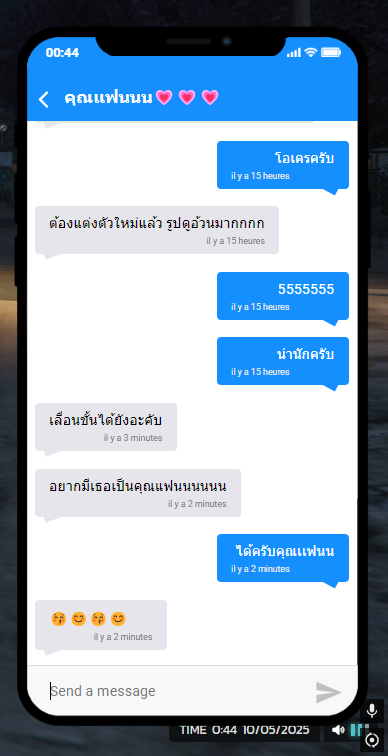 00:44
คุณแฟนนน💗💗💗
โอเครครับ
il y a 15 heures
ต้องแต่งตัวใหม่แล้ว รูปดูอ้วนมากกกก
il y a 15 heures
5555555
il y a 15 heures
น่านักครับ
il y a 15 heures
เลื่อนขั้นได้ยังอะคับ
il y a 3 minutes
อยากมีเธอเป็นคุณแฟนนนนนนน
il y a 2 minutes
ได้ครับคุณแฟนน
il y a 2 minutes
😚😊😚😊
il y a 2 minutes
Send a message
TIME 0:44 10/05/2025